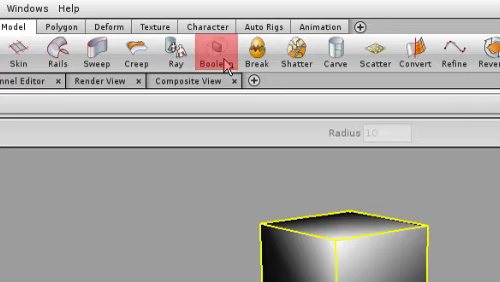 Windows Help
Model Polygon Deform Texture Character Auto Rigs Animation
Skin Rails Sweep Creep Ray Break Shatter Carve Scatter Convert Refine
Editor × Render View × Composite View ×
Radius 10